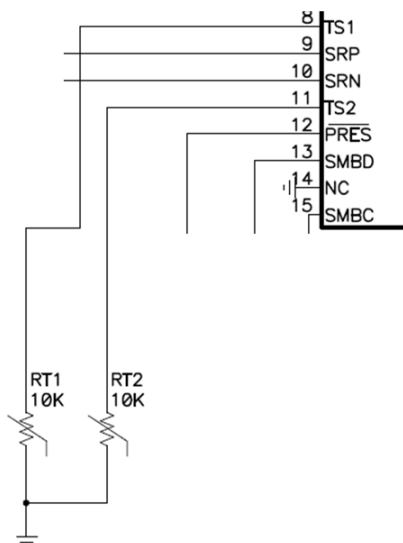 8 TS1
9 SRP
10 SRN
11 TS2
12 PRES
13 SMBD
14 NC
15 SMBC
RT1 RT2
10K 10K